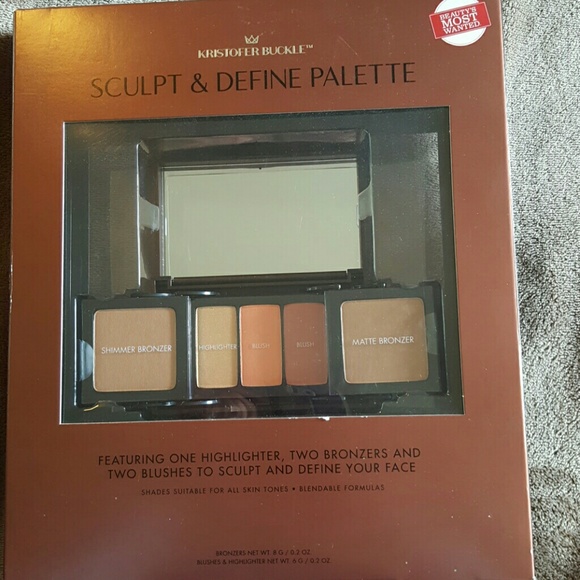 BEAUTY'S
MOST
WANTED
KRISTOFER BUCKLE™
SCULPT & DEFINE PALETTE
SHIMMER BRONZER
HIGHLIGHTER
BLUSH
BLUSH
MATTE BRONZER
FEATURING ONE HIGHLIGHTER, TWO BRONZERS AND
TWO BLUSHES TO SCULPT AND DEFINE YOUR FACE
SHADES SUITABLE FOR ALL SKIN TONES • BLENDABLE FORMULAS
BRONZERS NET WT. 8 G / 0.2 OZ.
BLUSHES & HIGHLIGHTER NET WT. 6 G / 0.2 OZ.